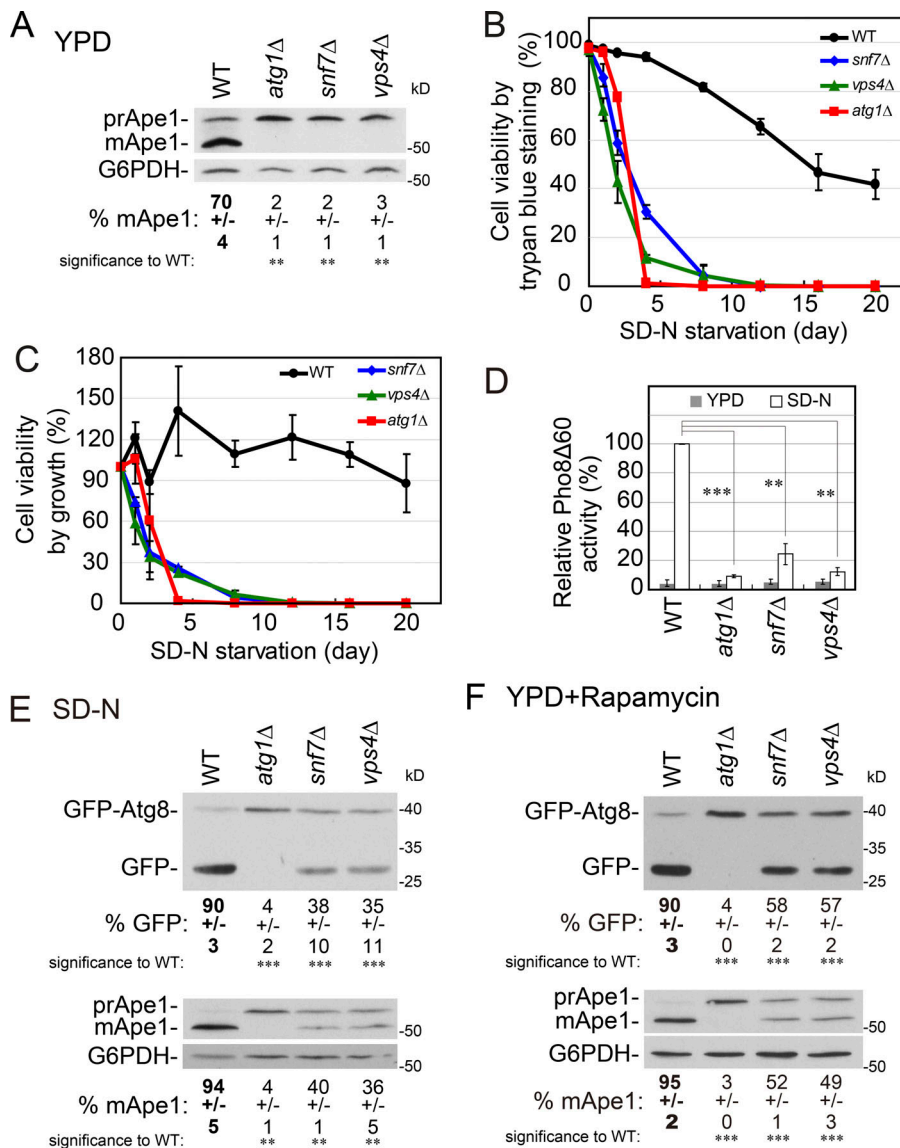 A YPD
WT atg1Δ snf7Δ vps4Δ kD
prApe1-
mApe1- -50
G6PDH- -50
% mApe1: 70 +/- 4 2 +/- 1 2 +/- 1 3 +/- 1
significance to WT: ** ** **
B
Cell viability by trypan blue staining (%)
100
80
60
40
20
0
0 5 10 15 20
SD-N starvation (day)
WT
snf7Δ
vps4Δ
atg1Δ
C
Cell viability by growth (%)
180
150
120
90
60
30
0
0 5 10 15 20
SD-N starvation (day)
WT
snf7Δ
vps4Δ
atg1Δ
D
YPD SD-N
Relative Pho8Δ60 activity (%)
100
80
60
40
20
0
*** ** **
WT atg1Δ snf7Δ vps4Δ
E SD-N
WT atg1Δ snf7Δ vps4Δ kD
GFP-Atg8- -40
-35
GFP- -25
% GFP: 90 +/- 3 4 +/- 2 38 +/- 10 35 +/- 11
significance to WT: *** *** ***
prApe1-
mApe1- -50
G6PDH- -50
% mApe1: 94 +/- 5 4 +/- 1 40 +/- 1 36 +/- 5
significance to WT: ** ** **
F YPD+Rapamycin
WT atg1Δ snf7Δ vps4Δ kD
GFP-Atg8- -40
-35
GFP- -25
% GFP: 90 +/- 3 4 +/- 0 58 +/- 2 57 +/- 2
significance to WT: *** *** ***
prApe1-
mApe1- -50
G6PDH- -50
% mApe1: 95 +/- 2 3 +/- 0 52 +/- 1 49 +/- 3
significance to WT: *** *** ***